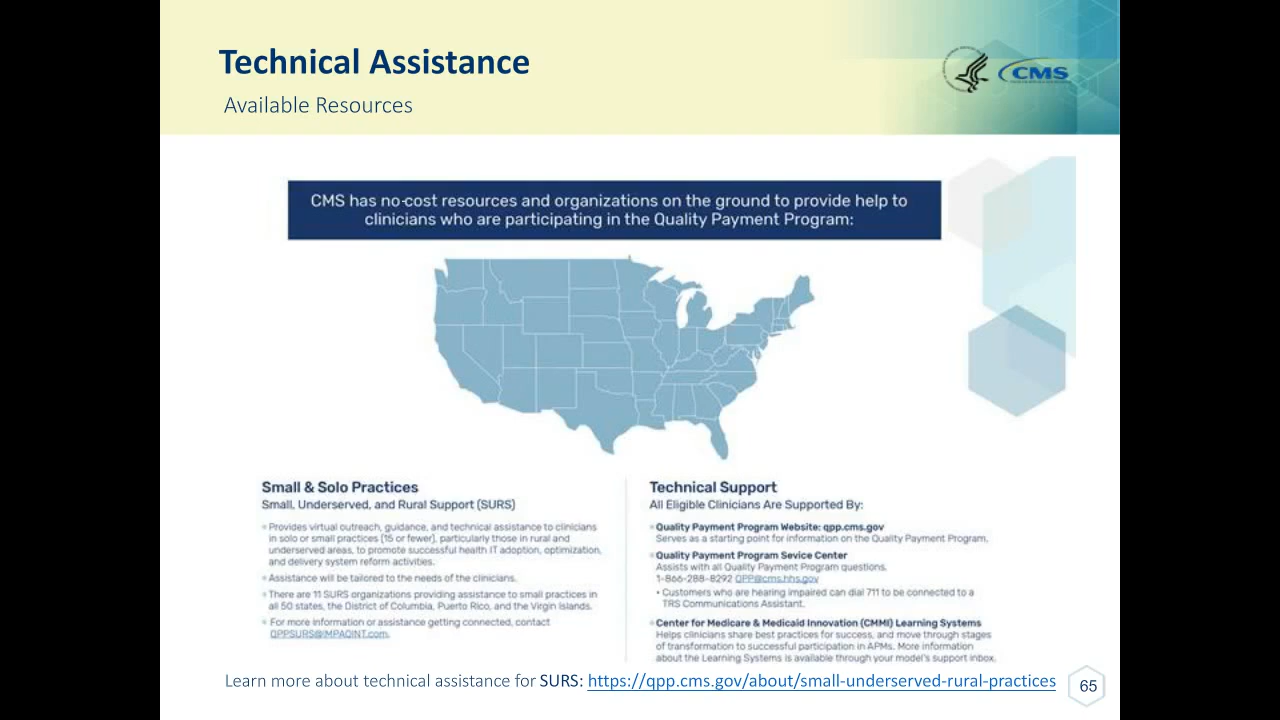 Technical Assistance
Available Resources
CMS
CMS has no-cost resources and organizations on the ground to provide help to
clinicians who are participating in the Quality Payment Program:
Small & Solo Practices
Small, Underserved, and Rural Support (SURS)
Provides virtual outreach, guidance, and technical assistance to clinicians
in solo or small practices (15 or fewer), particularly those in rural and
underserved areas, to promote successful health IT adoption, optimization,
and delivery system reform activities.
Assistance will be tailored to the needs of the clinicians.
There are 11 SURS organizations providing assistance to small practices in
all 50 states, the District of Columbia, Puerto Rico, and the Virgin Islands.
For more information or assistance getting connected, contact
QPPSURS@IMPAQINT.com.
Technical Support
All Eligible Clinicians Are Supported By:
Quality Payment Program Website: qpp.cms.gov
Serves as a starting point for information on the Quality Payment Program.
Quality Payment Program Sevice Center
Assists with all Quality Payment Program questions.
1-866-288-8292 QPP@cms.hhs.gov
• Customers who are hearing impaired can dial 711 to be connected to a
TRS Communications Assistant.
Center for Medicare & Medicaid Innovation (CMMI) Learning Systems
Helps clinicians share best practices for success, and move through stages
of transformation to successful participation in APMs. More information
about the Learning Systems is available through your model's support inbox.
Learn more about technical assistance for SURS: https://qpp.cms.gov/about/small-underserved-rural-practices
65